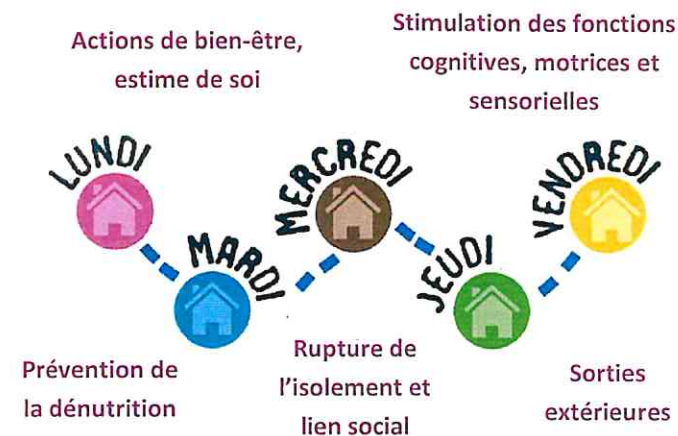 Actions de bien-être,
estime de soi
Stimulation des fonctions
cognitives, motrices et
sensorielles
LUNDI
MARDI
MERCREDI
JEUDI
VENDREDI
Prévention de
la dénutrition
Rupture de
l'isolement et
lien social
Sorties
extérieures